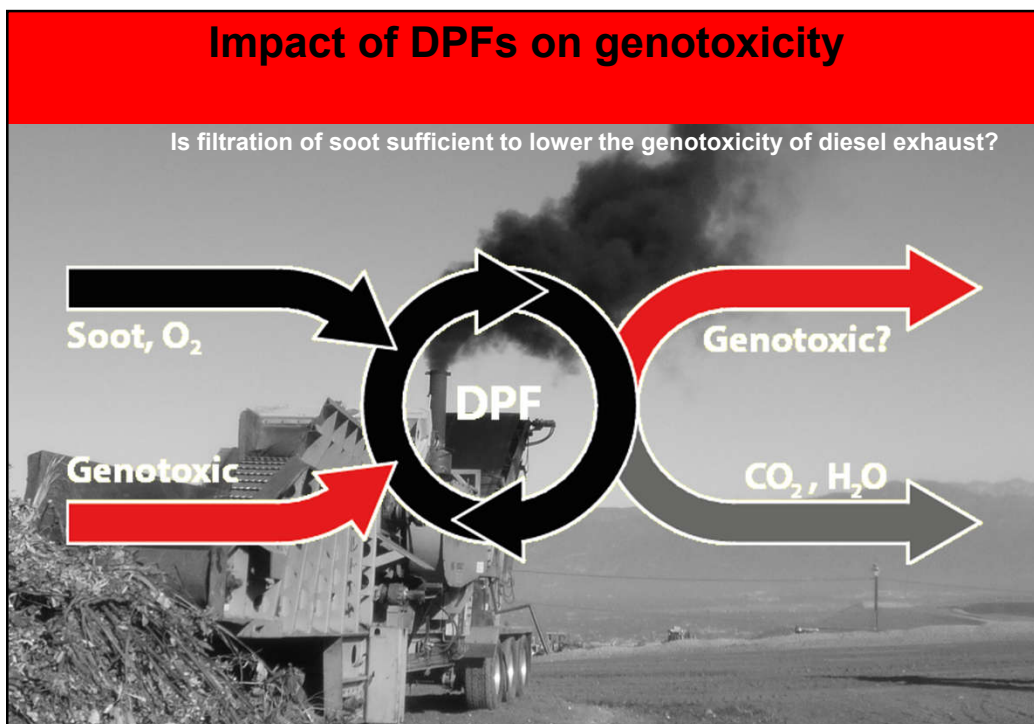 Impact of DPFs on genotoxicity
Is filtration of soot sufficient to lower the genotoxicity of diesel exhaust?
Soot, O₂
Genotoxic?
DPF
Genotoxic
CO₂, H₂O